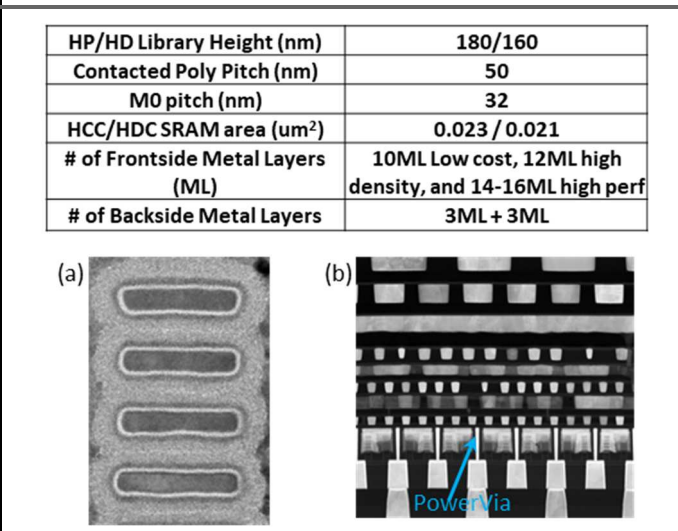 HP/HD Library Height (nm) 180/160
Contacted Poly Pitch (nm) 50
M0 pitch (nm) 32
HCC/HDC SRAM area (um²) 0.023 / 0.021
# of Frontside Metal Layers (ML) 10ML Low cost, 12ML high density, and 14-16ML high perf
# of Backside Metal Layers 3ML + 3ML
(a) (b)
PowerVia